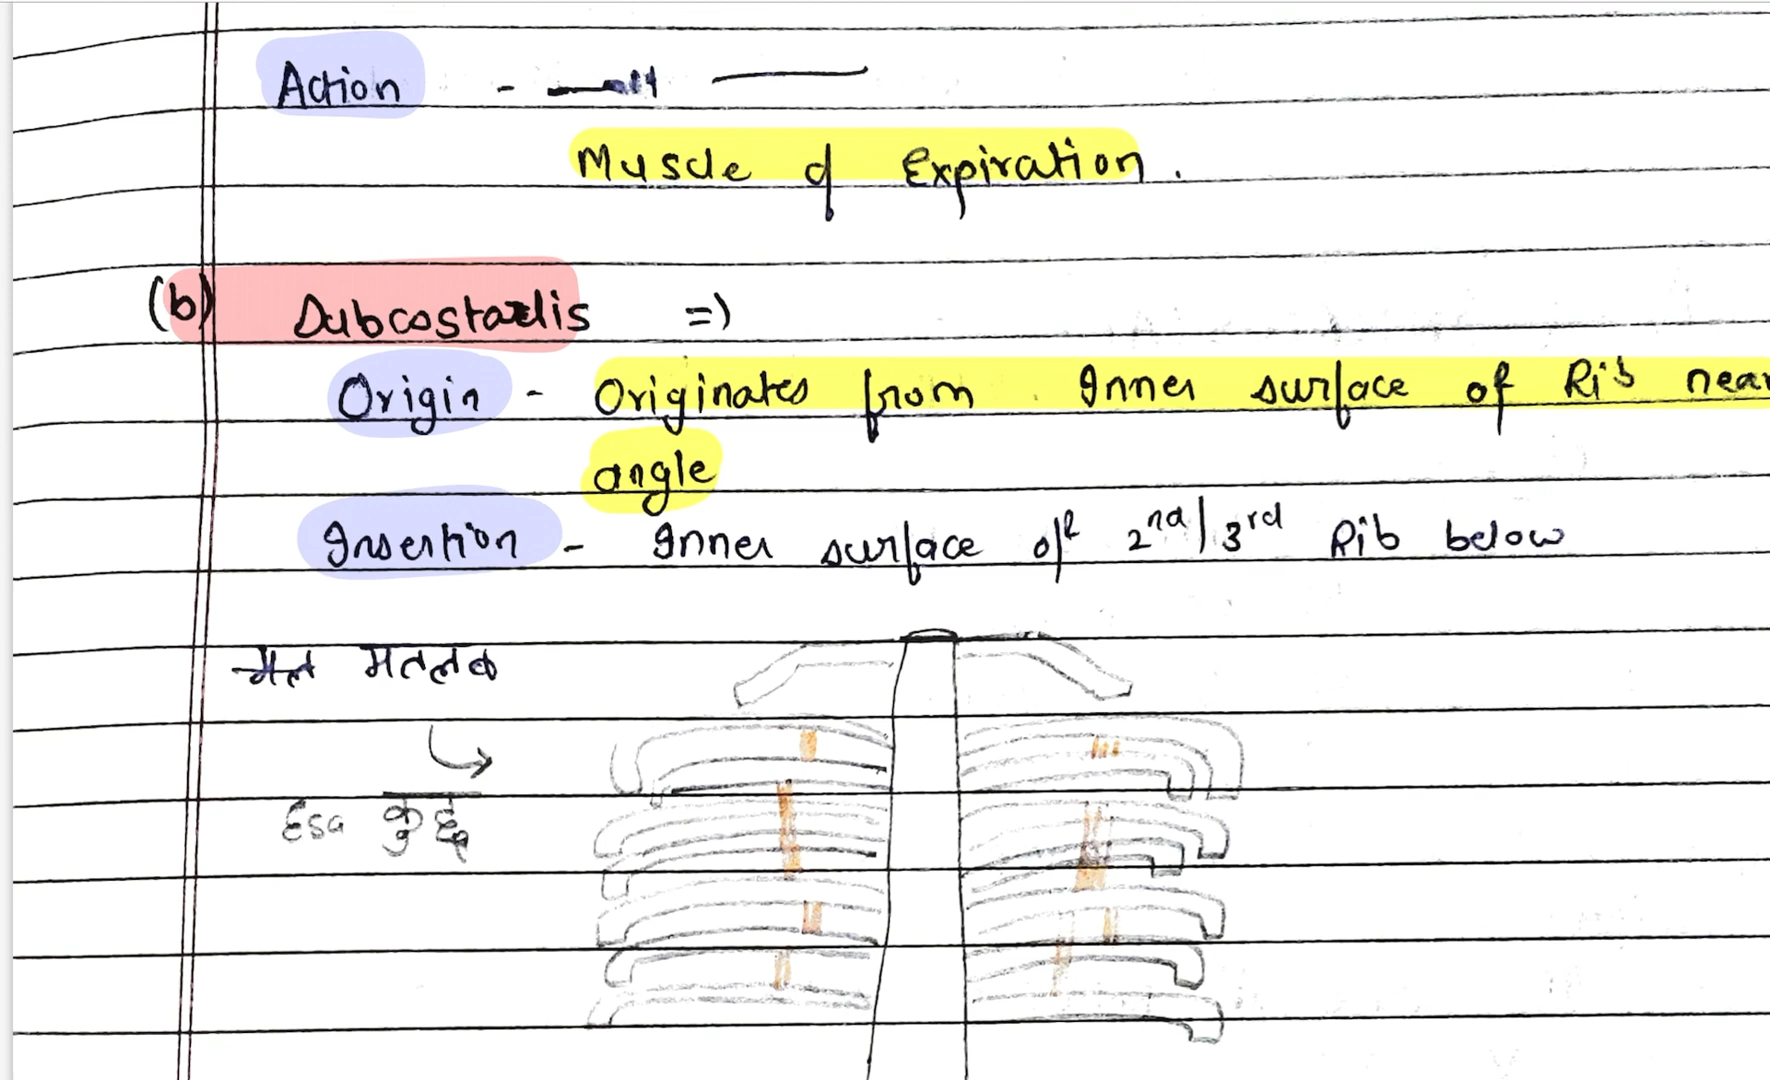 Action -
Muscle of Expiration.
(b) Subcostalis =)
Origin - Originates from Inner surface of Rib near
angle
Insertion - Inner surface of 2nd/3rd Rib below
मतलब
Esa कुछ